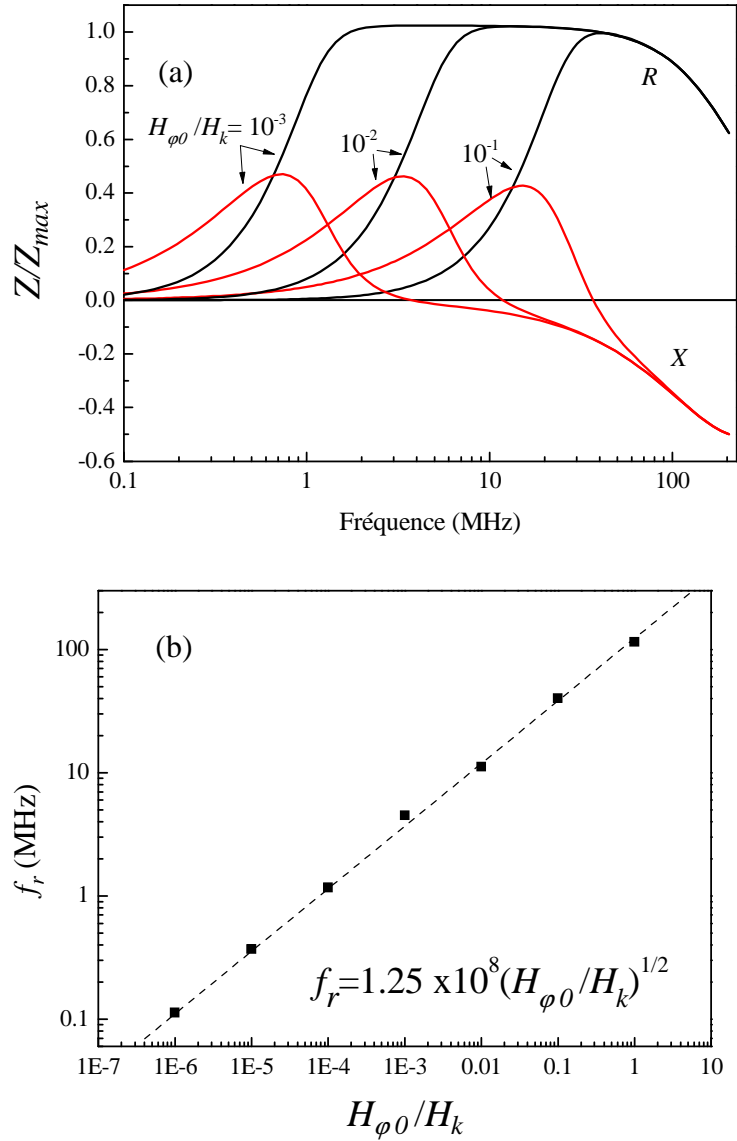 (a)
1.0
0.8
0.6
0.4
0.2
0.0
-0.2
-0.4
-0.6
Z/Z_max
H_φ0/H_k= 10^-3
10^-2
10^-1
R
X
0.1
1
10
100
Fréquence (MHz)
(b)
100
10
1
0.1
f_r (MHz)
f_r=1.25 x10^8(H_φ0/H_k)^1/2
1E-7
1E-6
1E-5
1E-4
1E-3
0.01
0.1
1
10
H_φ0/H_k